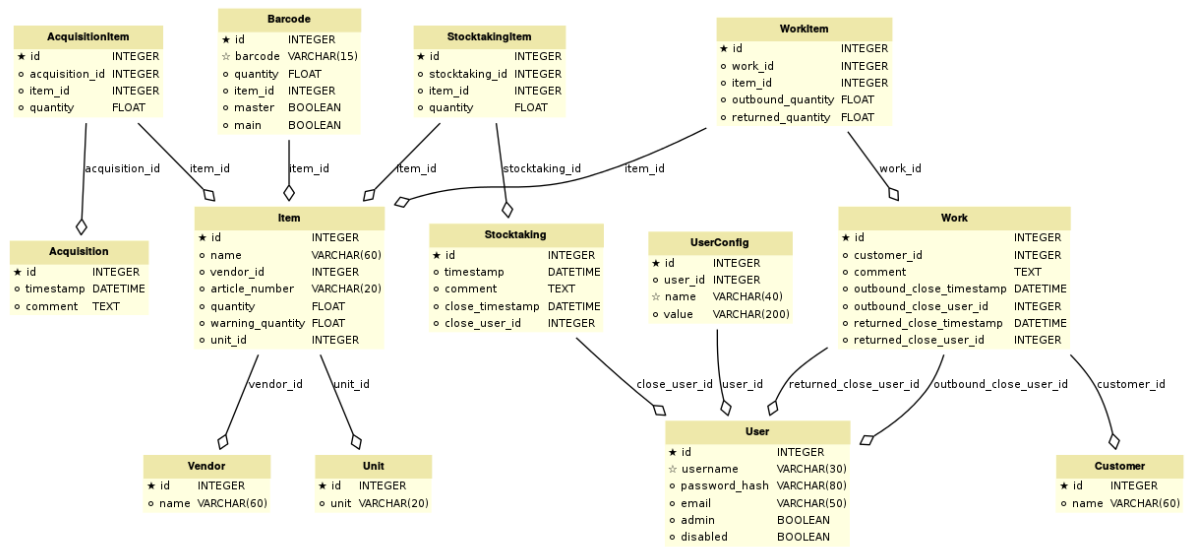 AcquisitionItem
★ id INTEGER
acquisition_id INTEGER
item_id INTEGER
quantity FLOAT
Barcode
★ id INTEGER
☆ barcode VARCHAR(15)
quantity FLOAT
item_id INTEGER
master BOOLEAN
main BOOLEAN
StocktakingItem
★ id INTEGER
stocktaking_id INTEGER
item_id INTEGER
quantity FLOAT
WorkItem
★ id INTEGER
work_id INTEGER
item_id INTEGER
outbound_quantity FLOAT
returned_quantity FLOAT
acquisition_id
item_id
item_id
item_id
stocktaking_id
item_id
work_id
Acquisition
★ id INTEGER
timestamp DATETIME
comment TEXT
Item
★ id INTEGER
name VARCHAR(60)
vendor_id INTEGER
article_number VARCHAR(20)
quantity FLOAT
warning_quantity FLOAT
unit_id INTEGER
Stocktaking
★ id INTEGER
timestamp DATETIME
comment TEXT
close_timestamp DATETIME
close_user_id INTEGER
UserConfig
★ id INTEGER
user_id INTEGER
☆ name VARCHAR(40)
value VARCHAR(200)
Work
★ id INTEGER
customer_id INTEGER
comment TEXT
outbound_close_timestamp DATETIME
outbound_close_user_id INTEGER
returned_close_timestamp DATETIME
returned_close_user_id INTEGER
vendor_id
unit_id
close_user_id
user_id
returned_close_user_id
outbound_close_user_id
customer_id
Vendor
★ id INTEGER
name VARCHAR(60)
Unit
★ id INTEGER
unit VARCHAR(20)
User
★ id INTEGER
☆ username VARCHAR(30)
password_hash VARCHAR(80)
email VARCHAR(50)
admin BOOLEAN
disabled BOOLEAN
Customer
★ id INTEGER
name VARCHAR(60)